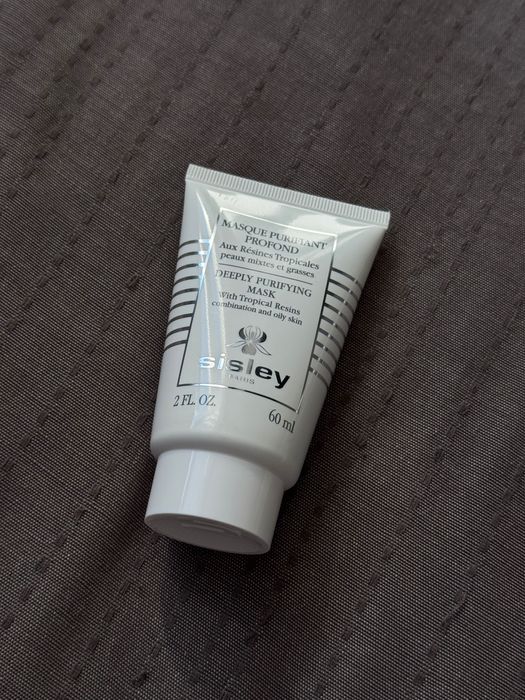 MASQUE PURIFIANT
PROFOND
Aux Résines Tropicales
peaux mixtes et grasses
DEEPLY PURIFYING
MASK
With Tropical Resins
combination and oily skin
sisley
PARIS
2 FL. OZ.
60 ml